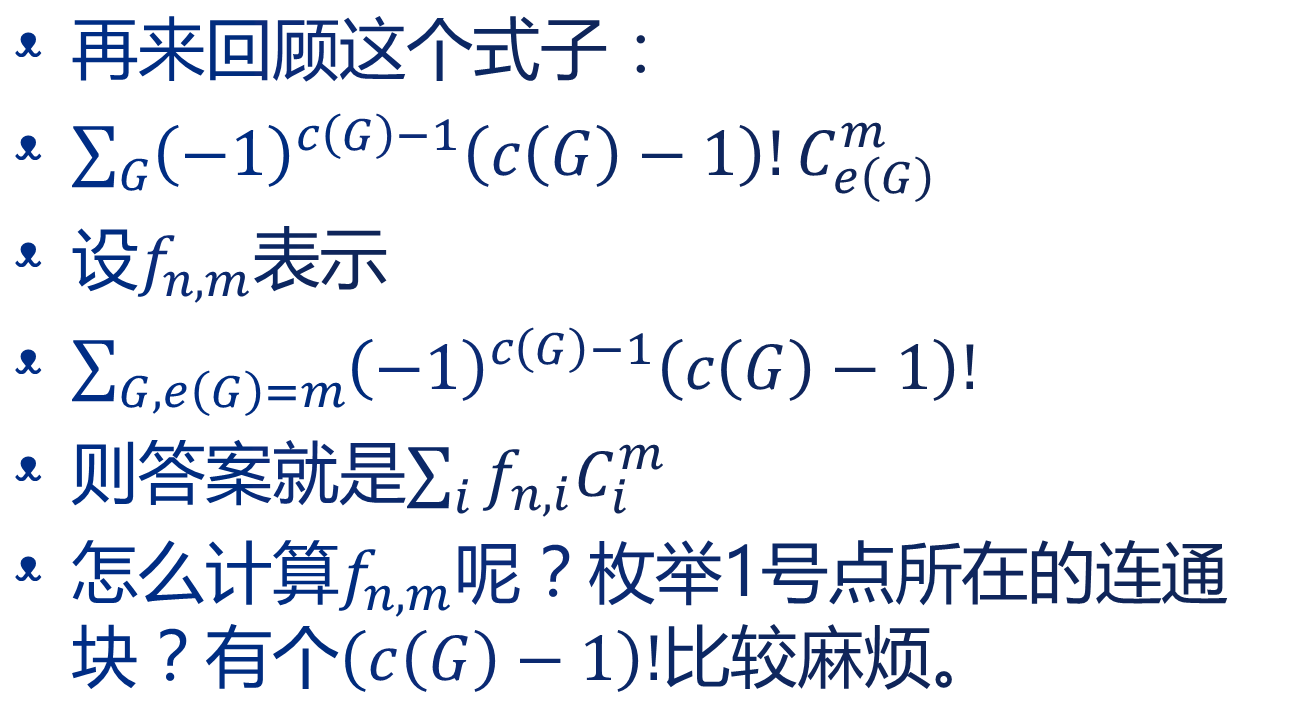 再来回顾这个式子：
∑_G(−1)^{c(G)−1}(c(G) − 1)! C_{e(G)}^{m}
设f_{n,m}表示
∑_{G,e(G)=m}(−1)^{c(G)−1}(c(G) − 1)!
则答案就是∑_i f_{n,i}C_i^m
怎么计算f_{n,m}呢？枚举1号点所在的连通
块？有个(c(G) − 1)!比较麻烦。